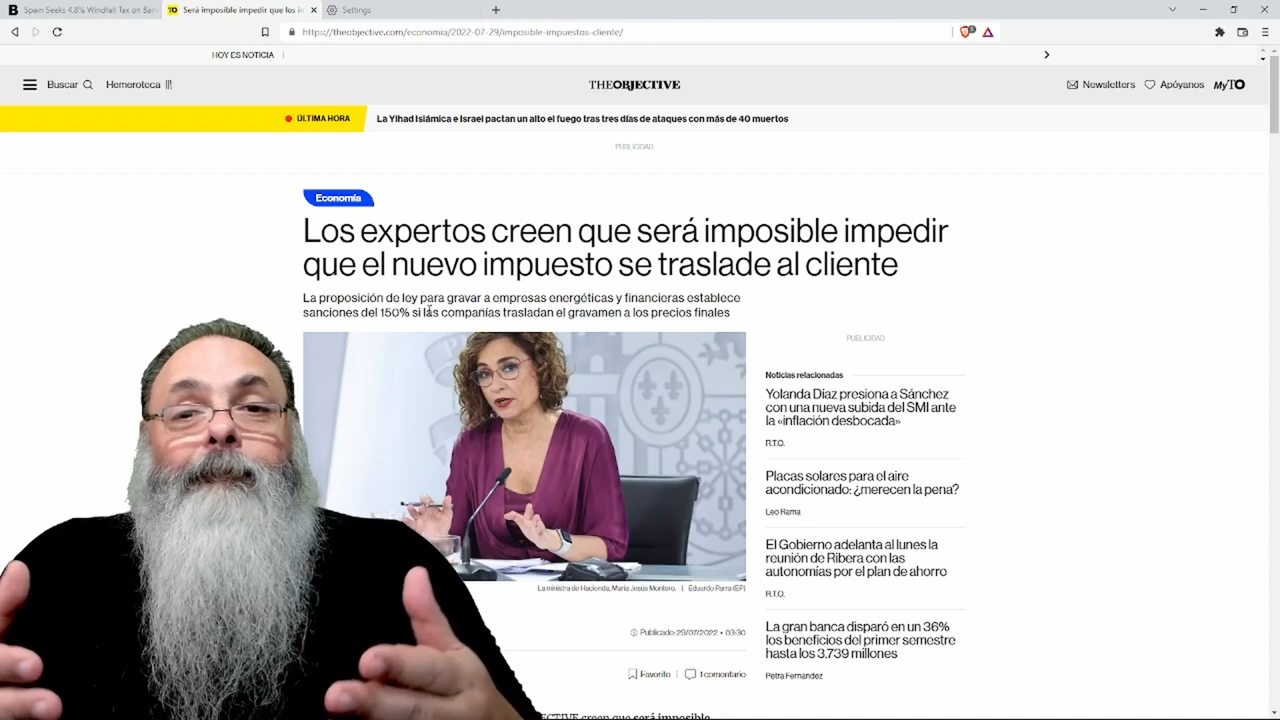 Spain Seeks 4.8% Windfall Tax on Ban
Será imposible impedir que los in
Settings
https://theobjective.com/economia/2022-07-29/imposible-impuestos-cliente/
HOY ES NOTICIA
Buscar
Hemeroteca
THEOBJECTIVE
Newsletters
Apóyanos
MyTO
ÚLTIMA HORA
La Yihad Islámica e Israel pactan un alto el fuego tras tres días de ataques con más de 40 muertos
PUBLICIDAD
Economía
Los expertos creen que será imposible impedir
que el nuevo impuesto se traslade al cliente
La proposición de ley para gravar a empresas energéticas y financieras establece
sanciones del 150% si las compañías trasladan el gravamen a los precios finales
La ministra de Hacienda, María Jesús Montero. | Eduardo Parra (EP)
Publicado: 29/07/2022 • 03:30
Favorito
1 comentario
ECTIVE creen que será imposible
PUBLICIDAD
Noticias relacionadas
Yolanda Díaz presiona a Sánchez
con una nueva subida del SMI ante
la «inflación desbocada»
R.T.O.
Placas solares para el aire
acondicionado: ¿merecen la pena?
Leo Rama
El Gobierno adelanta al lunes la
reunión de Ribera con las
autonomías por el plan de ahorro
R.T.O.
La gran banca disparó en un 36%
los beneficios del primer semestre
hasta los 3.739 millones
Petra Fernández